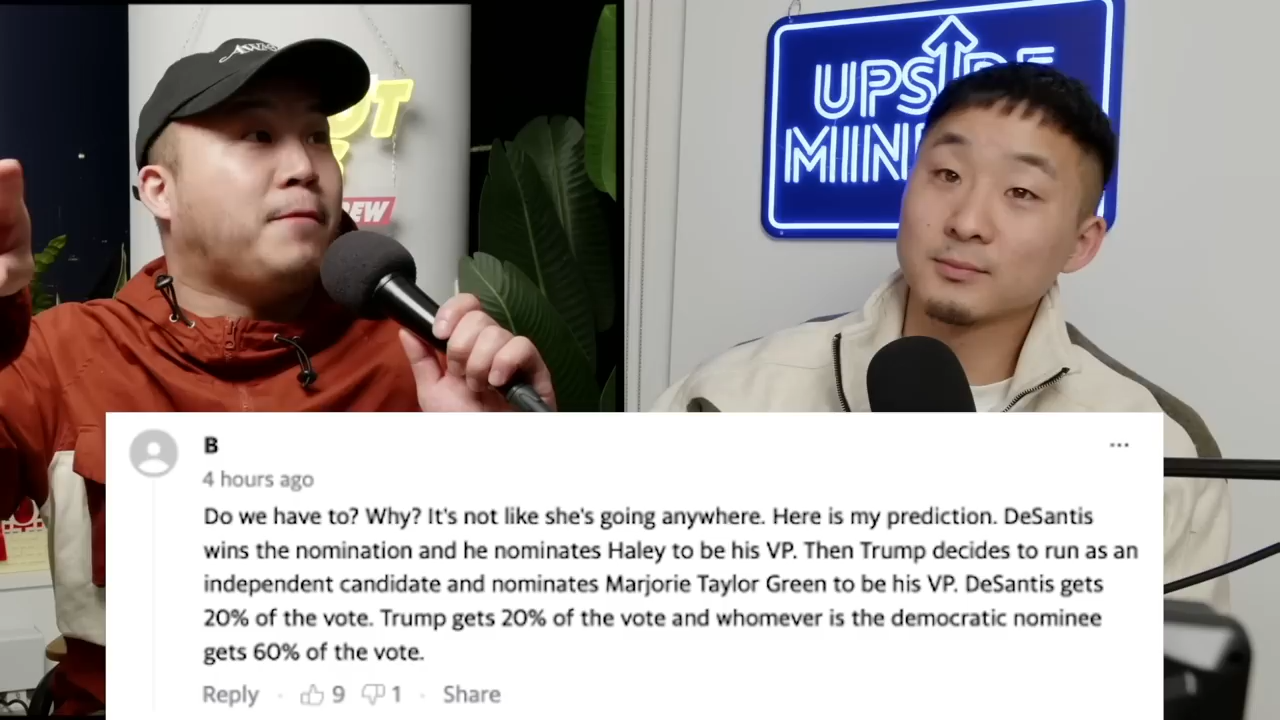 UPS
MIN
EW
B
4 hours ago
Do we have to? Why? It's not like she's going anywhere. Here is my prediction. DeSantis
wins the nomination and he nominates Haley to be his VP. Then Trump decides to run as an
independent candidate and nominates Marjorie Taylor Green to be his VP. DeSantis gets
20% of the vote. Trump gets 20% of the vote and whomever is the democratic nominee
gets 60% of the vote.
Reply · 9 1 · Share